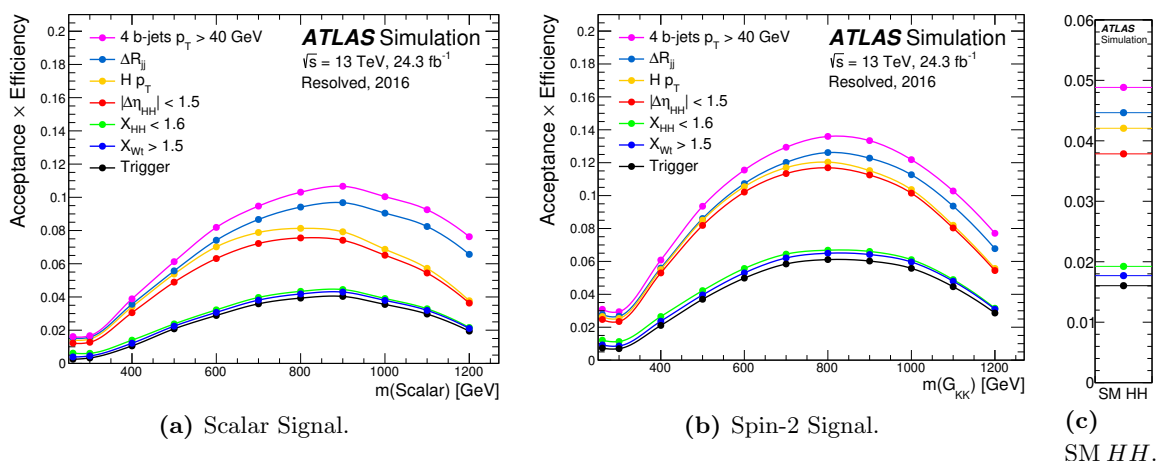 Acceptance × Efficiency
0.2
0.18
0.16
0.14
0.12
0.1
0.08
0.06
0.04
0.02
0
4 b-jets p_T > 40 GeV
ΔR_jj
H p_T
|Δη_HH| < 1.5
X_HH < 1.6
X_Wt > 1.5
Trigger
ATLAS Simulation
√s = 13 TeV, 24.3 fb⁻¹
Resolved, 2016
400 600 800 1000 1200
m(Scalar) [GeV]
(a) Scalar Signal.
Acceptance × Efficiency
0.2
0.18
0.16
0.14
0.12
0.1
0.08
0.06
0.04
0.02
0
4 b-jets p_T > 40 GeV
ΔR_jj
H p_T
|Δη_HH| < 1.5
X_HH < 1.6
X_Wt > 1.5
Trigger
ATLAS Simulation
√s = 13 TeV, 24.3 fb⁻¹
Resolved, 2016
400 600 800 1000 1200
m(G_KK) [GeV]
(b) Spin-2 Signal.
0.06
0.05
0.04
0.03
0.02
0.01
0
ATLAS
Simulation
SM HH
(c)
SM HH.